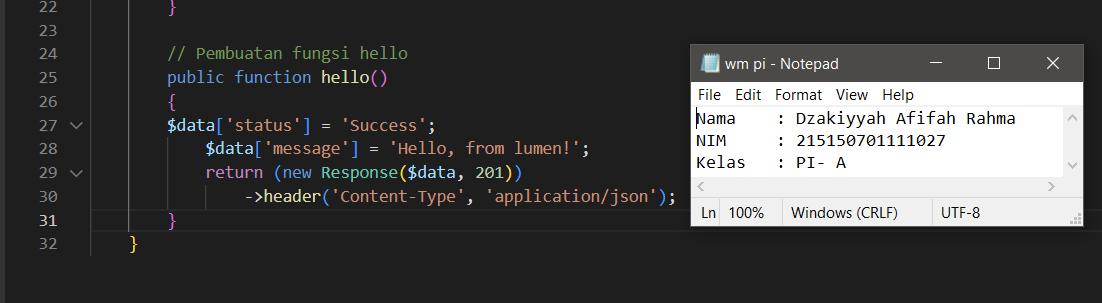 22 }
23
24 // Pembuatan fungsi hello
25 public function hello()
26 {
27 $data['status'] = 'Success';
28 $data['message'] = 'Hello, from lumen!';
29 return (new Response($data, 201))
30 ->header('Content-Type', 'application/json');
31 }
32 }
wm pi - Notepad
File Edit Format View Help
Nama : Dzakiyyah Afifah Rahma
NIM : 215150701111027
Kelas : PI- A
Ln 100% Windows (CRLF) UTF-8